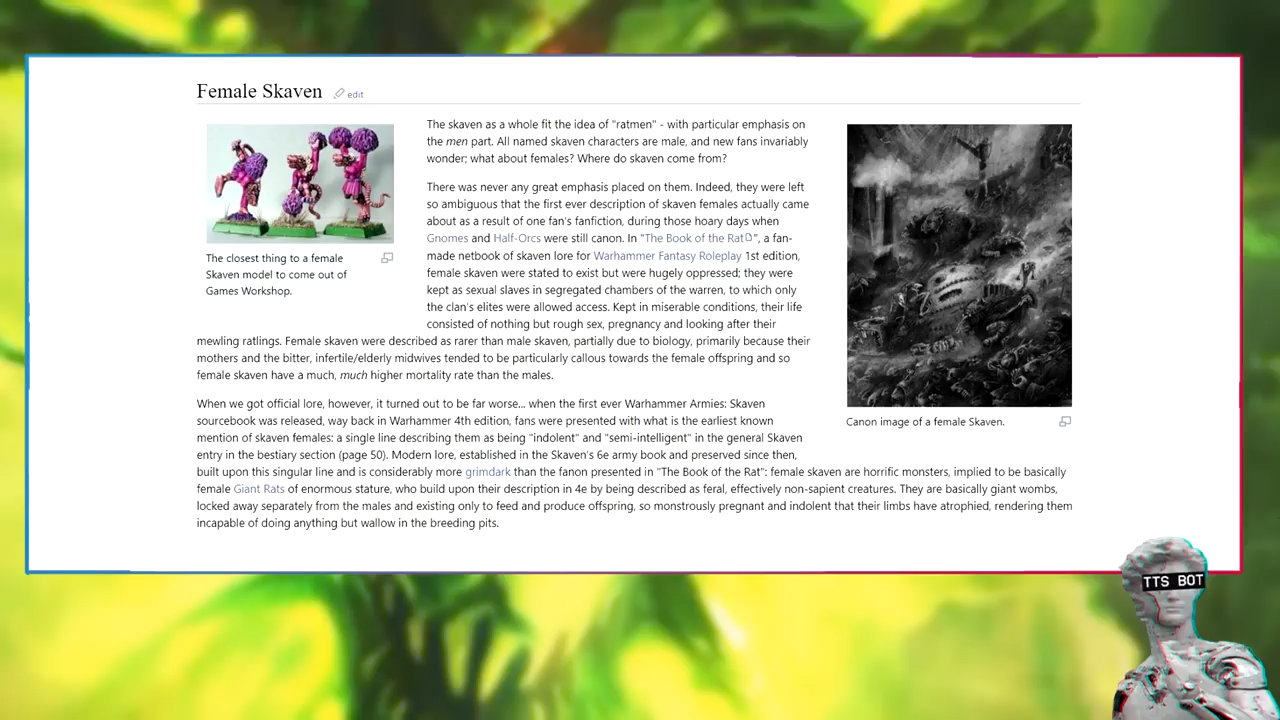 Female Skaven edit
The closest thing to a female
Skaven model to come out of
Games Workshop.
The skaven as a whole fit the idea of "ratmen" - with particular emphasis on
the men part. All named skaven characters are male, and new fans invariably
wonder; what about females? Where do skaven come from?
There was never any great emphasis placed on them. Indeed, they were left
so ambiguous that the first ever description of skaven females actually came
about as a result of one fan's fanfiction, during those hoary days when
Gnomes and Half-Orcs were still canon. In "The Book of the Rat", a fan-
made netbook of skaven lore for Warhammer Fantasy Roleplay 1st edition,
female skaven were stated to exist but were hugely oppressed; they were
kept as sexual slaves in segregated chambers of the warren, to which only
the clan's elites were allowed access. Kept in miserable conditions, their life
consisted of nothing but rough sex, pregnancy and looking after their
mewling ratlings. Female skaven were described as rarer than male skaven, partially due to biology, primarily because their
mothers and the bitter, infertile/elderly midwives tended to be particularly callous towards the female offspring and so
female skaven have a much, much higher mortality rate than the males.
Canon image of a female Skaven.
When we got official lore, however, it turned out to be far worse... when the first ever Warhammer Armies: Skaven
sourcebook was released, way back in Warhammer 4th edition, fans were presented with what is the earliest known
mention of skaven females: a single line describing them as being "indolent" and "semi-intelligent" in the general Skaven
entry in the bestiary section (page 50). Modern lore, established in the Skaven's 6e army book and preserved since then,
built upon this singular line and is considerably more grimdark than the fanon presented in "The Book of the Rat": female skaven are horrific monsters, implied to be basically
female Giant Rats of enormous stature, who build upon their description in 4e by being described as feral, effectively non-sapient creatures. They are basically giant wombs,
locked away separately from the males and existing only to feed and produce offspring, so monstrously pregnant and indolent that their limbs have atrophied, rendering them
incapable of doing anything but wallow in the breeding pits.
TTS BOT